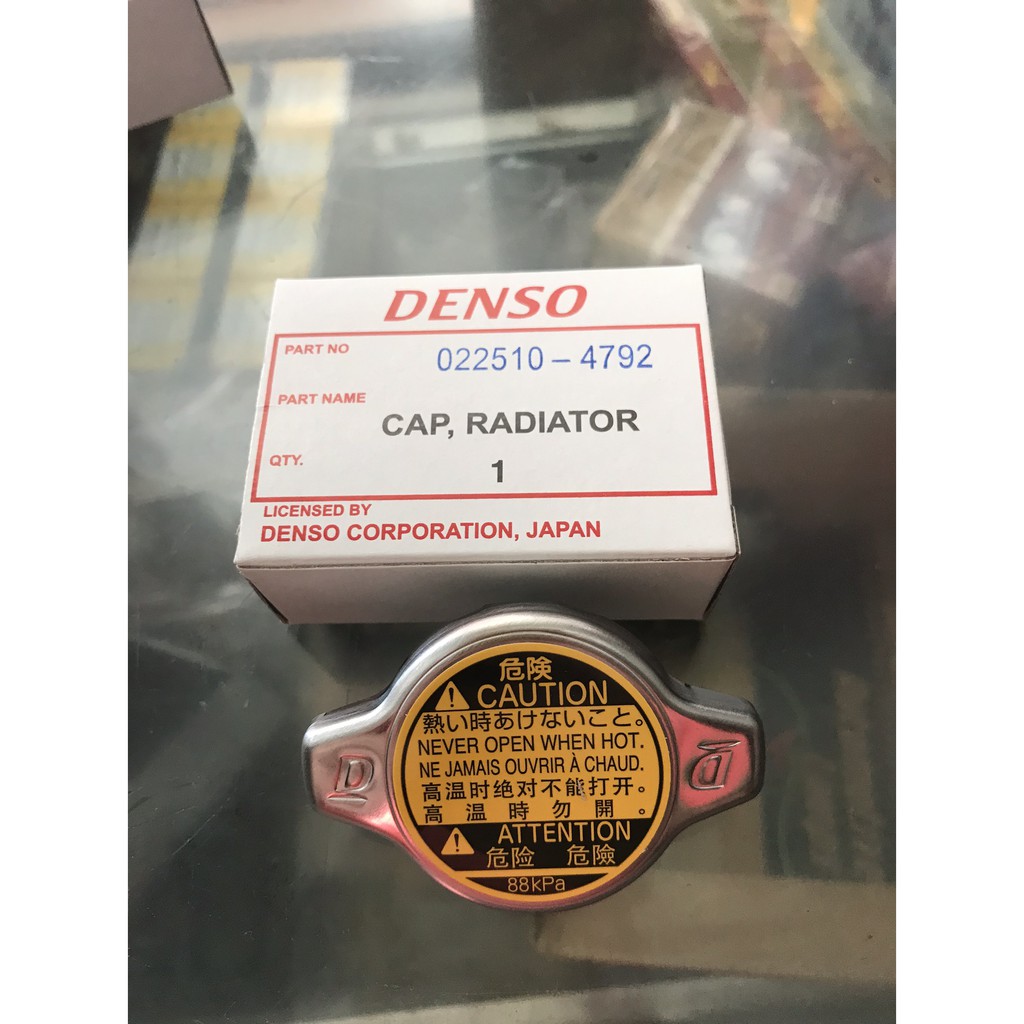 DENSO
PART NO 022510-4792
PART NAME
CAP, RADIATOR
QTY. 1
LICENSED BY
DENSO CORPORATION, JAPAN
危険
CAUTION
熱い時あけないこと。
NEVER OPEN WHEN HOT.
NE JAMAIS OUVRIR À CHAUD.
高温时绝对不能打开。
高温時勿開。
ATTENTION
危险 危險
88kPa
D D